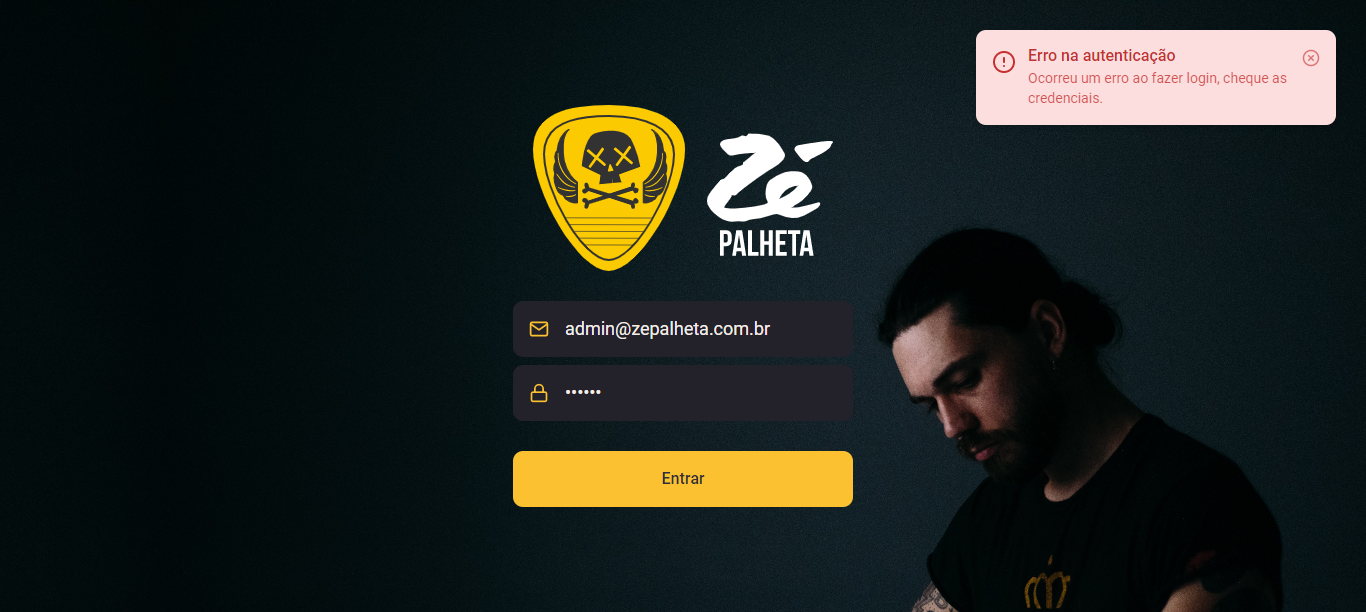 Erro na autenticação
Ocorreu um erro ao fazer login, cheque as
credenciais.
Zé
PALHETA
admin@zepalheta.com.br
••••••
Entrar